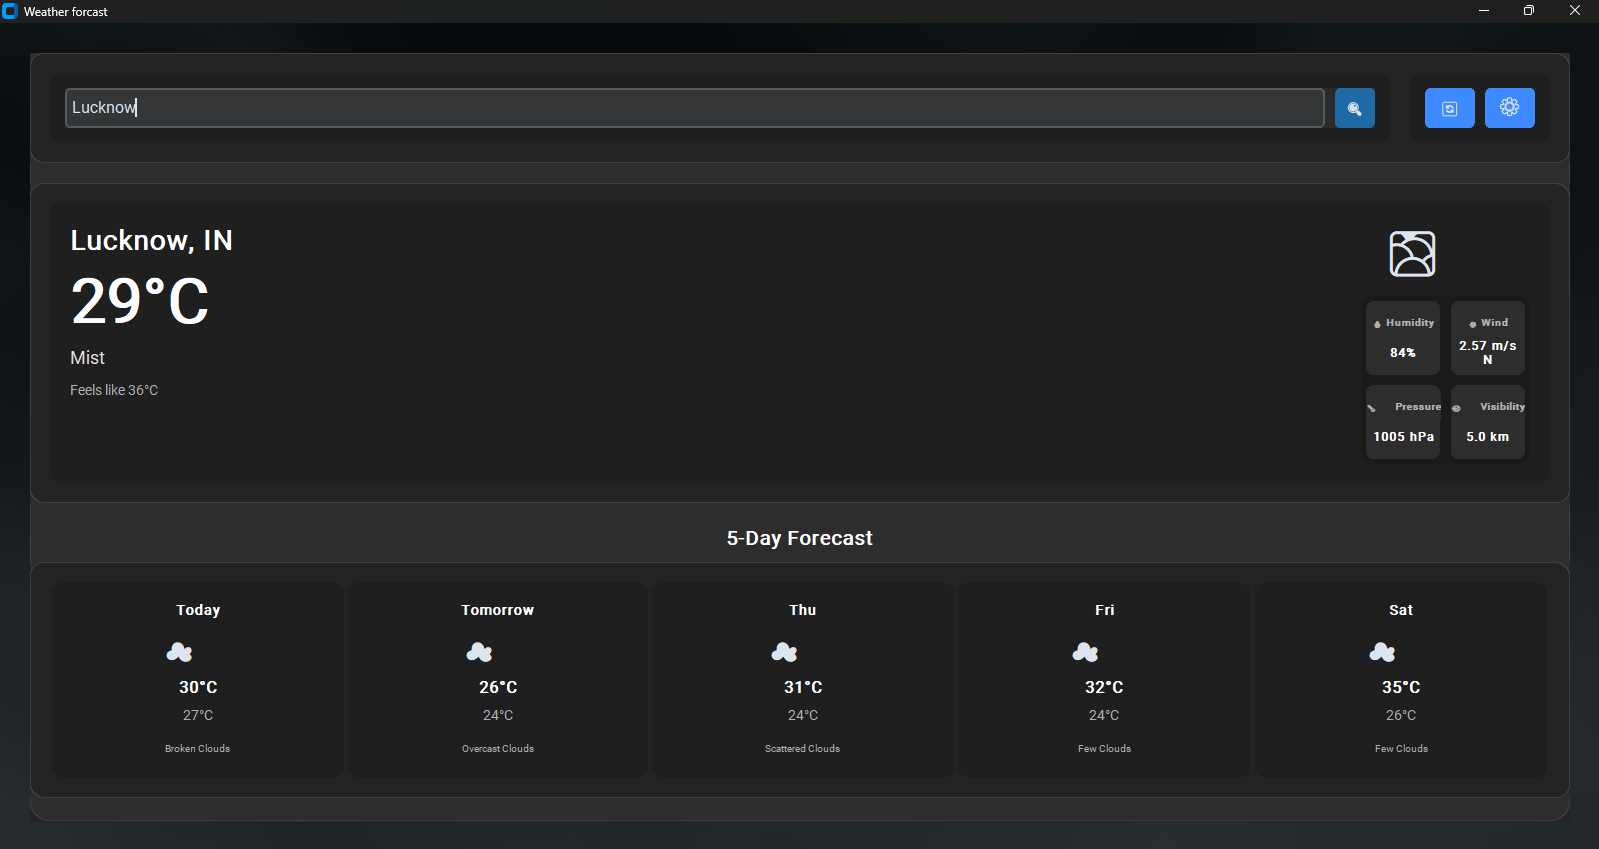 Weather forcast
Lucknow
Lucknow, IN
29°C
Mist
Feels like 36°C
Humidity
84%
Wind
2.57 m/s
N
Pressure
1005 hPa
Visibility
5.0 km
5-Day Forecast
Today
30°C
27°C
Broken Clouds
Tomorrow
26°C
24°C
Overcast Clouds
Thu
31°C
24°C
Scattered Clouds
Fri
32°C
24°C
Few Clouds
Sat
35°C
26°C
Few Clouds